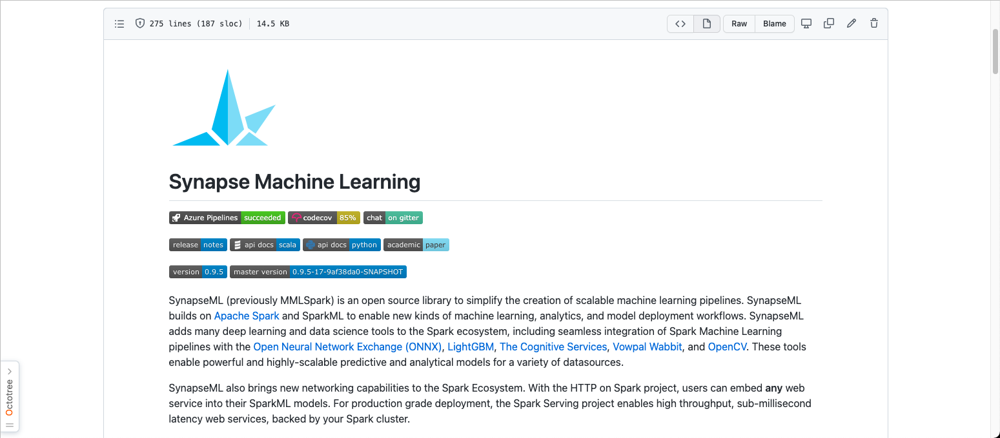 275 lines (187 sloc) 14.5 KB
<> Raw Blame
Synapse Machine Learning
Azure Pipelines succeeded codecov 85% chat on gitter
release notes api docs scala api docs python academic paper
version 0.9.5 master version 0.9.5-17-9af38da0-SNAPSHOT
SynapseML (previously MMLSpark) is an open source library to simplify the creation of scalable machine learning pipelines. SynapseML
builds on Apache Spark and SparkML to enable new kinds of machine learning, analytics, and model deployment workflows. SynapseML
adds many deep learning and data science tools to the Spark ecosystem, including seamless integration of Spark Machine Learning
pipelines with the Open Neural Network Exchange (ONNX), LightGBM, The Cognitive Services, Vowpal Wabbit, and OpenCV. These tools
enable powerful and highly-scalable predictive and analytical models for a variety of datasources.
SynapseML also brings new networking capabilities to the Spark Ecosystem. With the HTTP on Spark project, users can embed any web
service into their SparkML models. For production grade deployment, the Spark Serving project enables high throughput, sub-millisecond
latency web services, backed by your Spark cluster.
Octotree